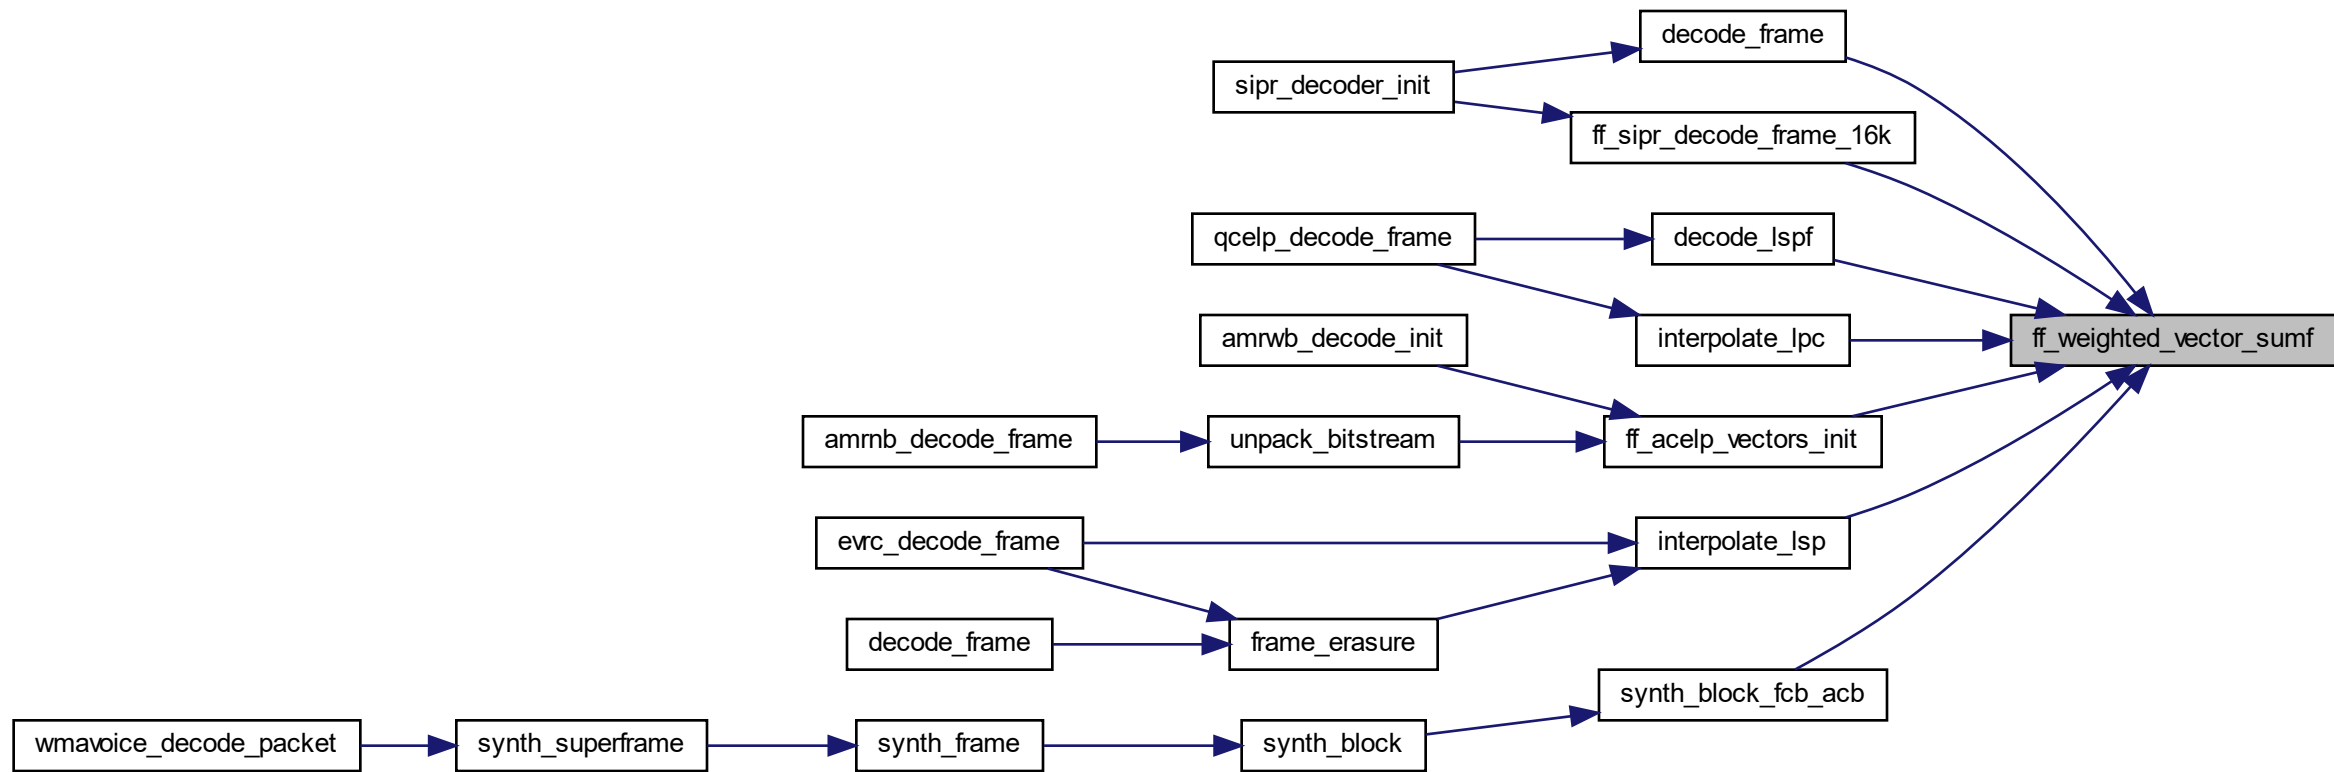 decode_frame
sipr_decoder_init
ff_sipr_decode_frame_16k
qcelp_decode_frame
decode_lspf
amrwb_decode_init
interpolate_lpc
ff_weighted_vector_sumf
amrnb_decode_frame
unpack_bitstream
ff_acelp_vectors_init
evrc_decode_frame
interpolate_lsp
decode_frame
frame_erasure
synth_block_fcb_acb
wmavoice_decode_packet
synth_superframe
synth_frame
synth_block